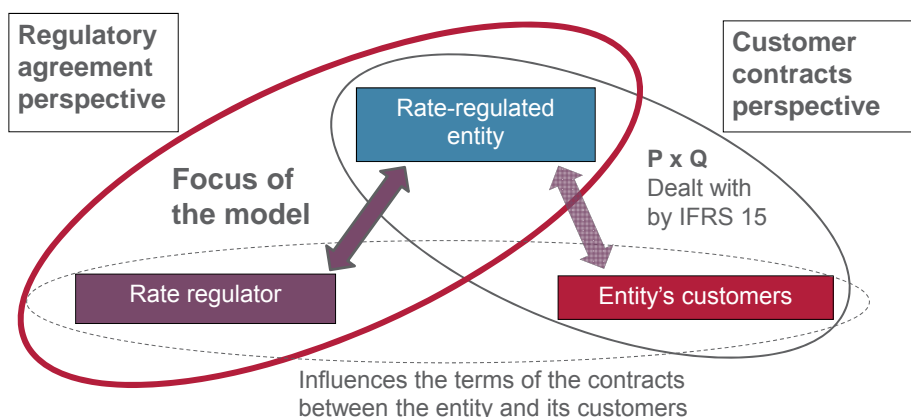 Regulatory
agreement
perspective
Customer
contracts
perspective
Rate-regulated
entity
Focus of
the model
P x Q
Dealt with
by IFRS 15
Rate regulator
Entity's customers
Influences the terms of the contracts
between the entity and its customers